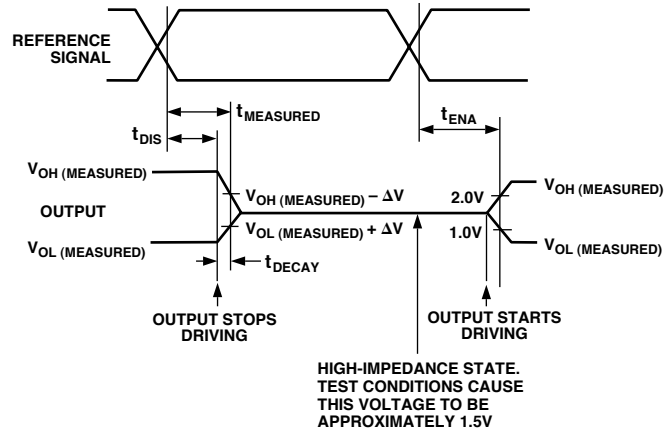 REFERENCE
SIGNAL
tMEASURED
tENA
tDIS
VOH (MEASURED)
VOH (MEASURED) – ΔV
2.0V
VOH (MEASURED)
OUTPUT
VOL (MEASURED) + ΔV
1.0V
VOL (MEASURED)
VOL (MEASURED)
tDECAY
OUTPUT STOPS
DRIVING
OUTPUT STARTS
DRIVING
HIGH-IMPEDANCE STATE.
TEST CONDITIONS CAUSE
THIS VOLTAGE TO BE
APPROXIMATELY 1.5V